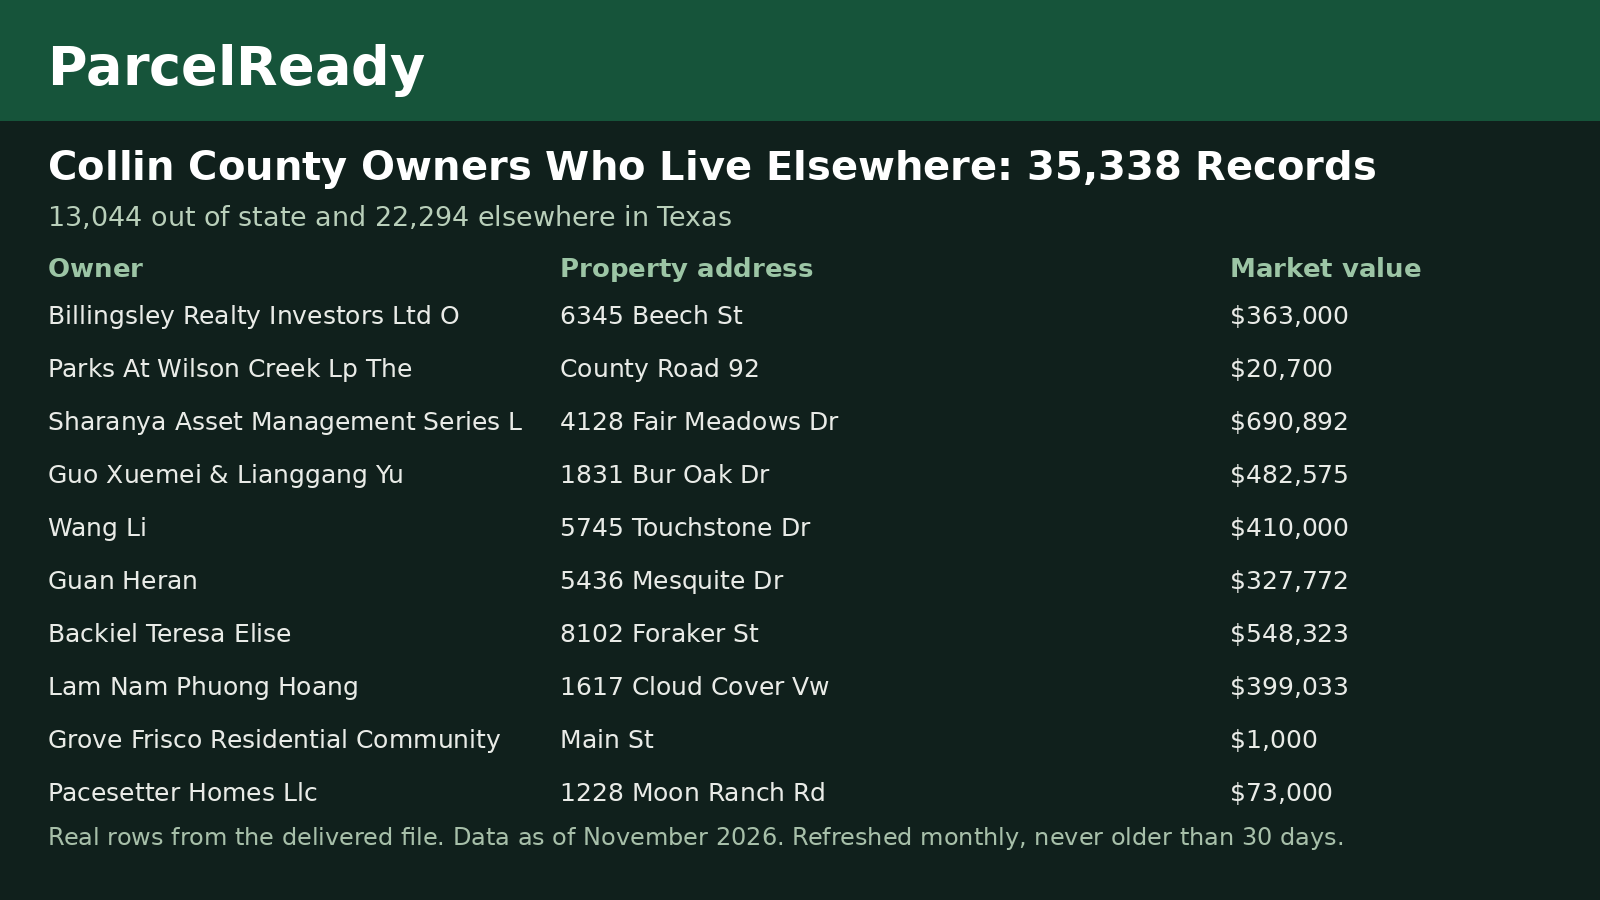 ParcelReady
Collin County Owners Who Live Elsewhere: 35,338 Records
13,044 out of state and 22,294 elsewhere in Texas
Owner Property address Market value
Billingsley Realty Investors Ltd O 6345 Beech St $363,000
Parks At Wilson Creek Lp The County Road 92 $20,700
Sharanya Asset Management Series L 4128 Fair Meadows Dr $690,892
Guo Xuemei & Lianggang Yu 1831 Bur Oak Dr $482,575
Wang Li 5745 Touchstone Dr $410,000
Guan Heran 5436 Mesquite Dr $327,772
Backiel Teresa Elise 8102 Foraker St $548,323
Lam Nam Phuong Hoang 1617 Cloud Cover Vw $399,033
Grove Frisco Residential Community Main St $1,000
Pacesetter Homes Llc 1228 Moon Ranch Rd $73,000
Real rows from the delivered file. Data as of November 2026. Refreshed monthly, never older than 30 days.